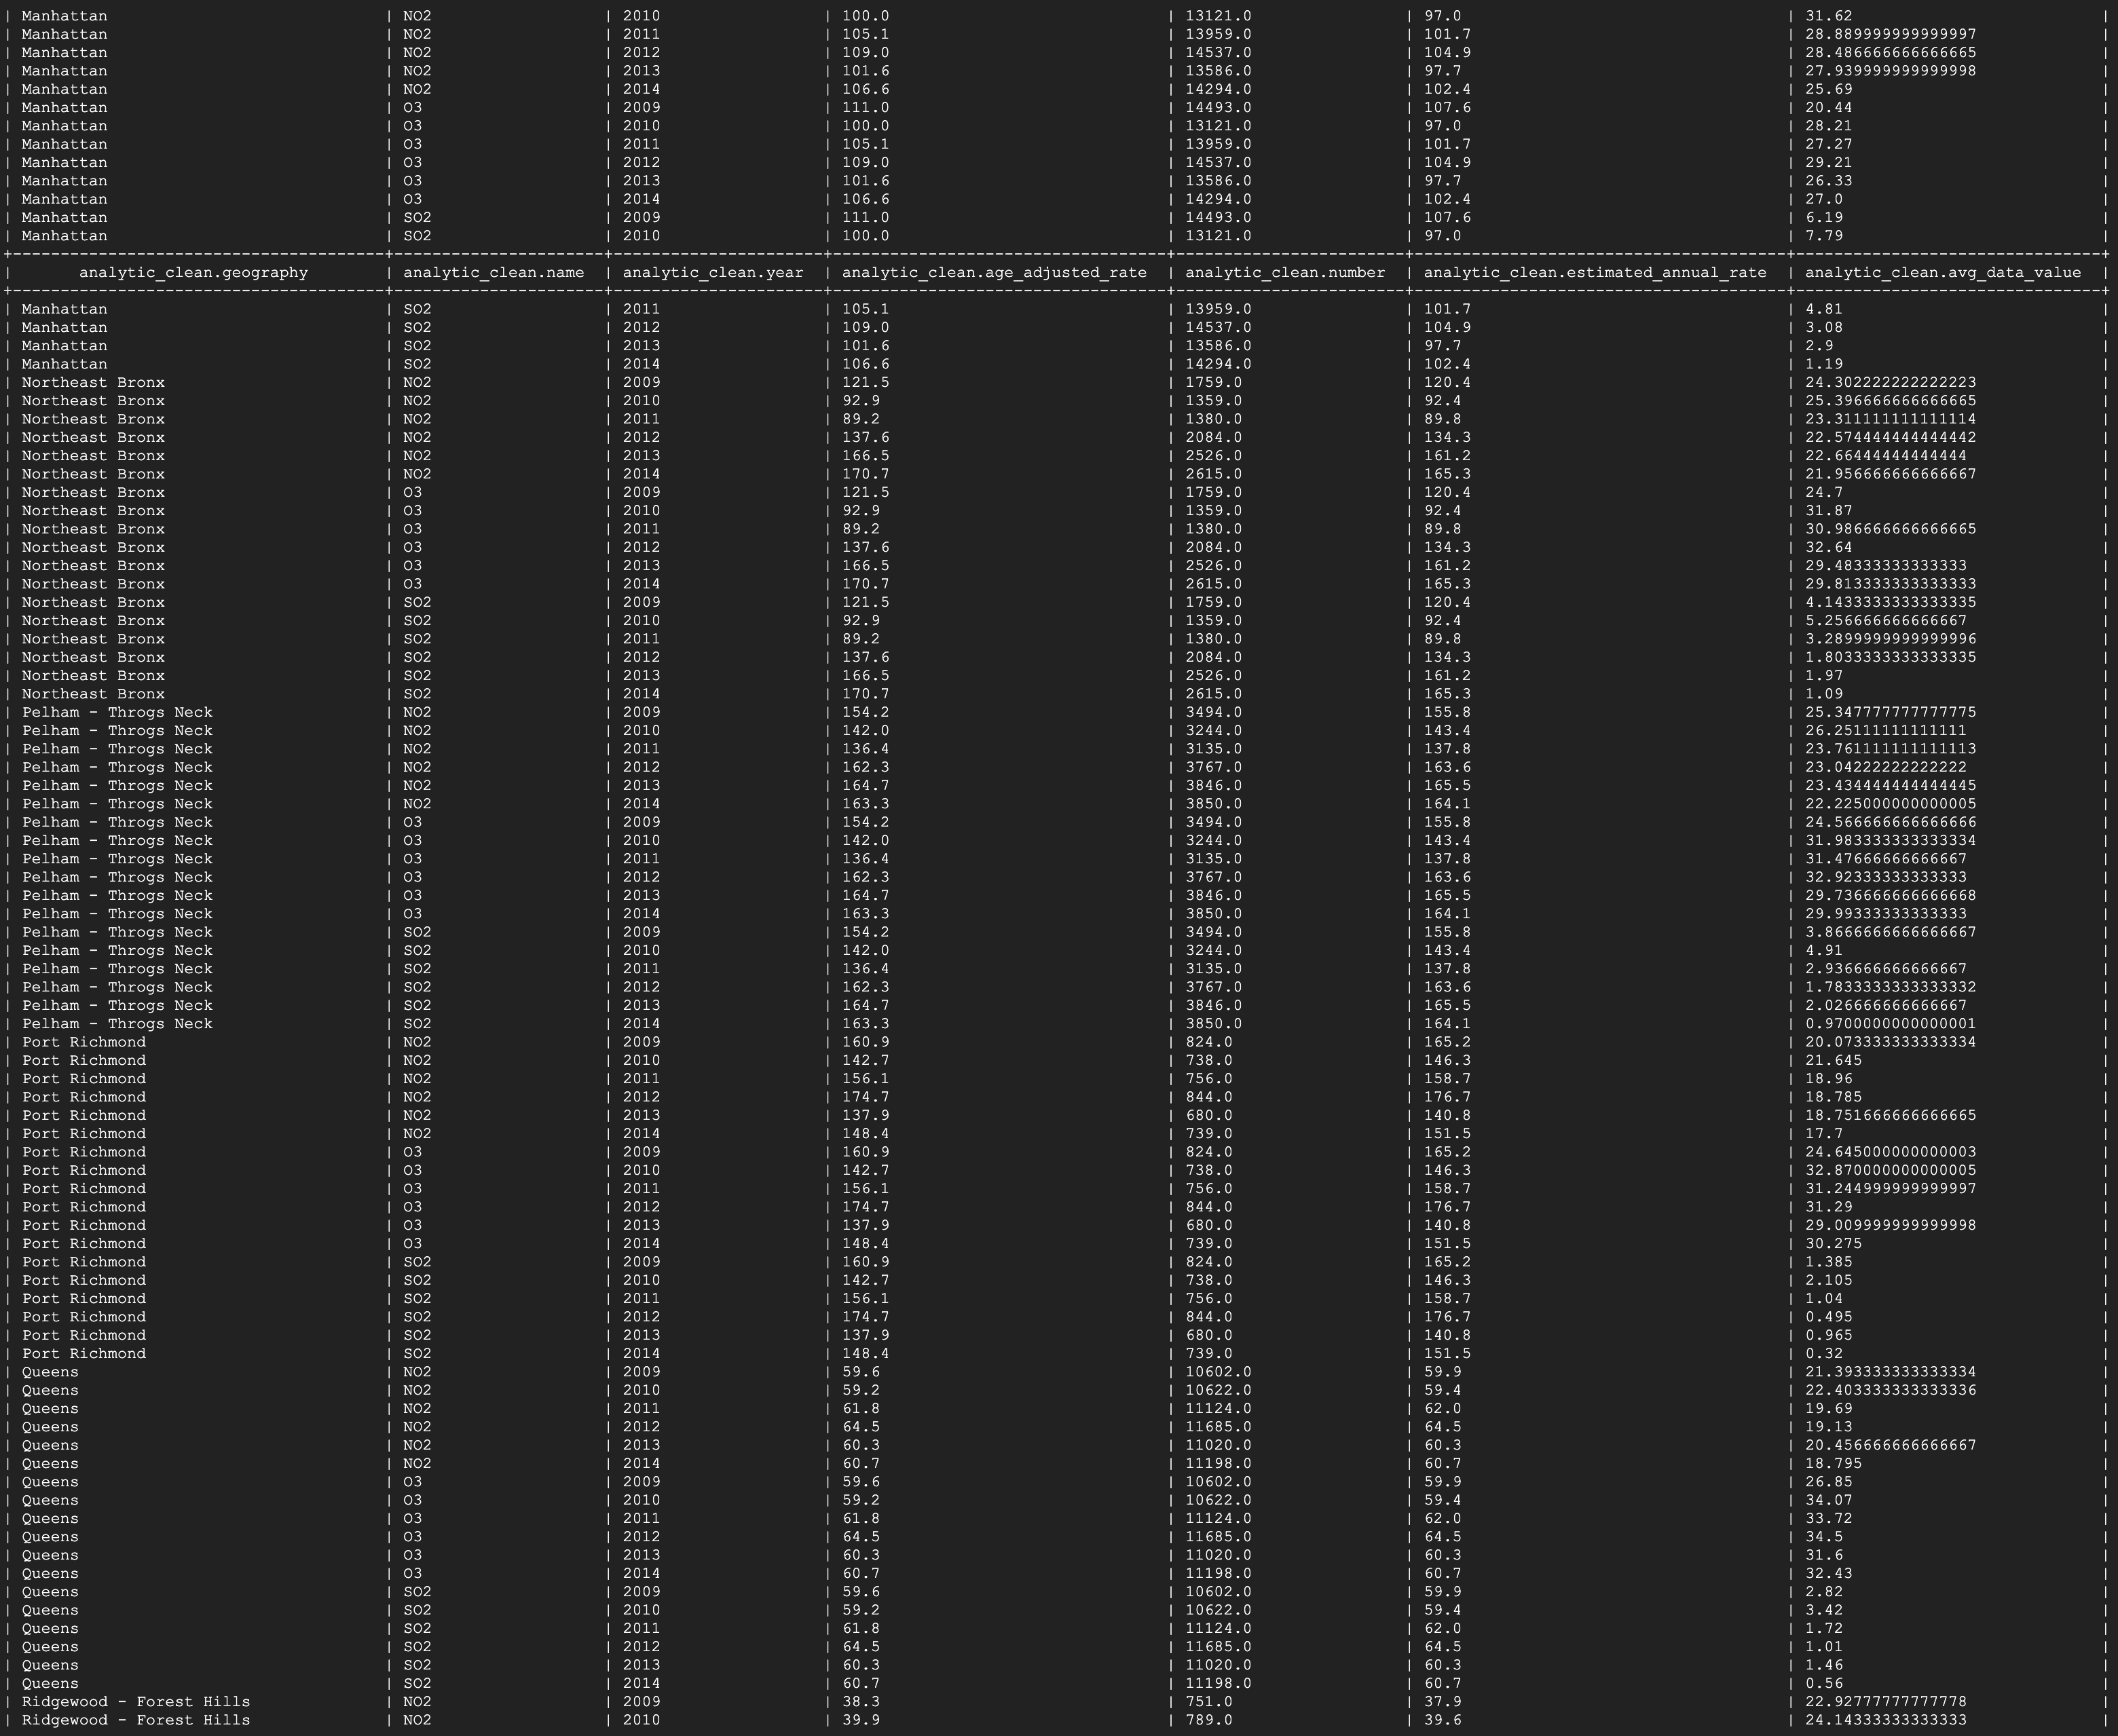 | Manhattan | NO2 | 2010 | 100.0 | 13121.0 | 97.0 | 31.62 |
| Manhattan | NO2 | 2011 | 105.1 | 13959.0 | 101.7 | 28.889999999999997 |
| Manhattan | NO2 | 2012 | 109.0 | 14537.0 | 104.9 | 28.486666666666665 |
| Manhattan | NO2 | 2013 | 101.6 | 13586.0 | 97.7 | 27.939999999999998 |
| Manhattan | NO2 | 2014 | 106.6 | 14294.0 | 102.4 | 25.69 |
| Manhattan | O3 | 2009 | 111.0 | 14493.0 | 107.6 | 20.44 |
| Manhattan | O3 | 2010 | 100.0 | 13121.0 | 97.0 | 28.21 |
| Manhattan | O3 | 2011 | 105.1 | 13959.0 | 101.7 | 27.27 |
| Manhattan | O3 | 2012 | 109.0 | 14537.0 | 104.9 | 29.21 |
| Manhattan | O3 | 2013 | 101.6 | 13586.0 | 97.7 | 26.33 |
| Manhattan | O3 | 2014 | 106.6 | 14294.0 | 102.4 | 27.0 |
| Manhattan | SO2 | 2009 | 111.0 | 14493.0 | 107.6 | 6.19 |
| Manhattan | SO2 | 2010 | 100.0 | 13121.0 | 97.0 | 7.79 |
| analytic_clean.geography | analytic_clean.name | analytic_clean.year | analytic_clean.age_adjusted_rate | analytic_clean.number | analytic_clean.estimated_annual_rate | analytic_clean.avg_data_value |
| Manhattan | SO2 | 2011 | 105.1 | 13959.0 | 101.7 | 4.81 |
| Manhattan | SO2 | 2012 | 109.0 | 14537.0 | 104.9 | 3.08 |
| Manhattan | SO2 | 2013 | 101.6 | 13586.0 | 97.7 | 2.9 |
| Manhattan | SO2 | 2014 | 106.6 | 14294.0 | 102.4 | 1.19 |
| Northeast Bronx | NO2 | 2009 | 121.5 | 1759.0 | 120.4 | 24.302222222222223 |
| Northeast Bronx | NO2 | 2010 | 92.9 | 1359.0 | 92.4 | 25.396666666666665 |
| Northeast Bronx | NO2 | 2011 | 89.2 | 1380.0 | 89.8 | 23.311111111111114 |
| Northeast Bronx | NO2 | 2012 | 137.6 | 2084.0 | 134.3 | 22.574444444444442 |
| Northeast Bronx | NO2 | 2013 | 166.5 | 2526.0 | 161.2 | 22.66444444444444 |
| Northeast Bronx | NO2 | 2014 | 170.7 | 2615.0 | 165.3 | 21.956666666666667 |
| Northeast Bronx | O3 | 2009 | 121.5 | 1759.0 | 120.4 | 24.7 |
| Northeast Bronx | O3 | 2010 | 92.9 | 1359.0 | 92.4 | 31.87 |
| Northeast Bronx | O3 | 2011 | 89.2 | 1380.0 | 89.8 | 30.986666666666665 |
| Northeast Bronx | O3 | 2012 | 137.6 | 2084.0 | 134.3 | 32.64 |
| Northeast Bronx | O3 | 2013 | 166.5 | 2526.0 | 161.2 | 29.48333333333333 |
| Northeast Bronx | O3 | 2014 | 170.7 | 2615.0 | 165.3 | 29.813333333333333 |
| Northeast Bronx | SO2 | 2009 | 121.5 | 1759.0 | 120.4 | 4.1433333333333335 |
| Northeast Bronx | SO2 | 2010 | 92.9 | 1359.0 | 92.4 | 5.256666666666667 |
| Northeast Bronx | SO2 | 2011 | 89.2 | 1380.0 | 89.8 | 3.2899999999999996 |
| Northeast Bronx | SO2 | 2012 | 137.6 | 2084.0 | 134.3 | 1.8033333333333335 |
| Northeast Bronx | SO2 | 2013 | 166.5 | 2526.0 | 161.2 | 1.97 |
| Northeast Bronx | SO2 | 2014 | 170.7 | 2615.0 | 165.3 | 1.09 |
| Pelham - Throgs Neck | NO2 | 2009 | 154.2 | 3494.0 | 155.8 | 25.347777777777775 |
| Pelham - Throgs Neck | NO2 | 2010 | 142.0 | 3244.0 | 143.4 | 26.25111111111111 |
| Pelham - Throgs Neck | NO2 | 2011 | 136.4 | 3135.0 | 137.8 | 23.761111111111113 |
| Pelham - Throgs Neck | NO2 | 2012 | 162.3 | 3767.0 | 163.6 | 23.04222222222222 |
| Pelham - Throgs Neck | NO2 | 2013 | 164.7 | 3846.0 | 165.5 | 23.434444444444445 |
| Pelham - Throgs Neck | NO2 | 2014 | 163.3 | 3850.0 | 164.1 | 22.225000000000005 |
| Pelham - Throgs Neck | O3 | 2009 | 154.2 | 3494.0 | 155.8 | 24.566666666666666 |
| Pelham - Throgs Neck | O3 | 2010 | 142.0 | 3244.0 | 143.4 | 31.983333333333334 |
| Pelham - Throgs Neck | O3 | 2011 | 136.4 | 3135.0 | 137.8 | 31.47666666666667 |
| Pelham - Throgs Neck | O3 | 2012 | 162.3 | 3767.0 | 163.6 | 32.92333333333333 |
| Pelham - Throgs Neck | O3 | 2013 | 164.7 | 3846.0 | 165.5 | 29.736666666666668 |
| Pelham - Throgs Neck | O3 | 2014 | 163.3 | 3850.0 | 164.1 | 29.99333333333333 |
| Pelham - Throgs Neck | SO2 | 2009 | 154.2 | 3494.0 | 155.8 | 3.8666666666666667 |
| Pelham - Throgs Neck | SO2 | 2010 | 142.0 | 3244.0 | 143.4 | 4.91 |
| Pelham - Throgs Neck | SO2 | 2011 | 136.4 | 3135.0 | 137.8 | 2.936666666666667 |
| Pelham - Throgs Neck | SO2 | 2012 | 162.3 | 3767.0 | 163.6 | 1.7833333333333332 |
| Pelham - Throgs Neck | SO2 | 2013 | 164.7 | 3846.0 | 165.5 | 2.026666666666667 |
| Pelham - Throgs Neck | SO2 | 2014 | 163.3 | 3850.0 | 164.1 | 0.9700000000000001 |
| Port Richmond | NO2 | 2009 | 160.9 | 824.0 | 165.2 | 20.073333333333334 |
| Port Richmond | NO2 | 2010 | 142.7 | 738.0 | 146.3 | 21.645 |
| Port Richmond | NO2 | 2011 | 156.1 | 756.0 | 158.7 | 18.96 |
| Port Richmond | NO2 | 2012 | 174.7 | 844.0 | 176.7 | 18.785 |
| Port Richmond | NO2 | 2013 | 137.9 | 680.0 | 140.8 | 18.751666666666665 |
| Port Richmond | NO2 | 2014 | 148.4 | 739.0 | 151.5 | 17.7 |
| Port Richmond | O3 | 2009 | 160.9 | 824.0 | 165.2 | 24.645000000000003 |
| Port Richmond | O3 | 2010 | 142.7 | 738.0 | 146.3 | 32.870000000000005 |
| Port Richmond | O3 | 2011 | 156.1 | 756.0 | 158.7 | 31.244999999999997 |
| Port Richmond | O3 | 2012 | 174.7 | 844.0 | 176.7 | 31.29 |
| Port Richmond | O3 | 2013 | 137.9 | 680.0 | 140.8 | 29.009999999999998 |
| Port Richmond | O3 | 2014 | 148.4 | 739.0 | 151.5 | 30.275 |
| Port Richmond | SO2 | 2009 | 160.9 | 824.0 | 165.2 | 1.385 |
| Port Richmond | SO2 | 2010 | 142.7 | 738.0 | 146.3 | 2.105 |
| Port Richmond | SO2 | 2011 | 156.1 | 756.0 | 158.7 | 1.04 |
| Port Richmond | SO2 | 2012 | 174.7 | 844.0 | 176.7 | 0.495 |
| Port Richmond | SO2 | 2013 | 137.9 | 680.0 | 140.8 | 0.965 |
| Port Richmond | SO2 | 2014 | 148.4 | 739.0 | 151.5 | 0.32 |
| Queens | NO2 | 2009 | 59.6 | 10602.0 | 59.9 | 21.393333333333334 |
| Queens | NO2 | 2010 | 59.2 | 10622.0 | 59.4 | 22.403333333333336 |
| Queens | NO2 | 2011 | 61.8 | 11124.0 | 62.0 | 19.69 |
| Queens | NO2 | 2012 | 64.5 | 11685.0 | 64.5 | 19.13 |
| Queens | NO2 | 2013 | 60.3 | 11020.0 | 60.3 | 20.456666666666667 |
| Queens | NO2 | 2014 | 60.7 | 11198.0 | 60.7 | 18.795 |
| Queens | O3 | 2009 | 59.6 | 10602.0 | 59.9 | 26.85 |
| Queens | O3 | 2010 | 59.2 | 10622.0 | 59.4 | 34.07 |
| Queens | O3 | 2011 | 61.8 | 11124.0 | 62.0 | 33.72 |
| Queens | O3 | 2012 | 64.5 | 11685.0 | 64.5 | 34.5 |
| Queens | O3 | 2013 | 60.3 | 11020.0 | 60.3 | 31.6 |
| Queens | O3 | 2014 | 60.7 | 11198.0 | 60.7 | 32.43 |
| Queens | SO2 | 2009 | 59.6 | 10602.0 | 59.9 | 2.82 |
| Queens | SO2 | 2010 | 59.2 | 10622.0 | 59.4 | 3.42 |
| Queens | SO2 | 2011 | 61.8 | 11124.0 | 62.0 | 1.72 |
| Queens | SO2 | 2012 | 64.5 | 11685.0 | 64.5 | 1.01 |
| Queens | SO2 | 2013 | 60.3 | 11020.0 | 60.3 | 1.46 |
| Queens | SO2 | 2014 | 60.7 | 11198.0 | 60.7 | 0.56 |
| Ridgewood - Forest Hills | NO2 | 2009 | 38.3 | 751.0 | 37.9 | 22.92777777777778 |
| Ridgewood - Forest Hills | NO2 | 2010 | 39.9 | 789.0 | 39.6 | 24.14333333333333 |